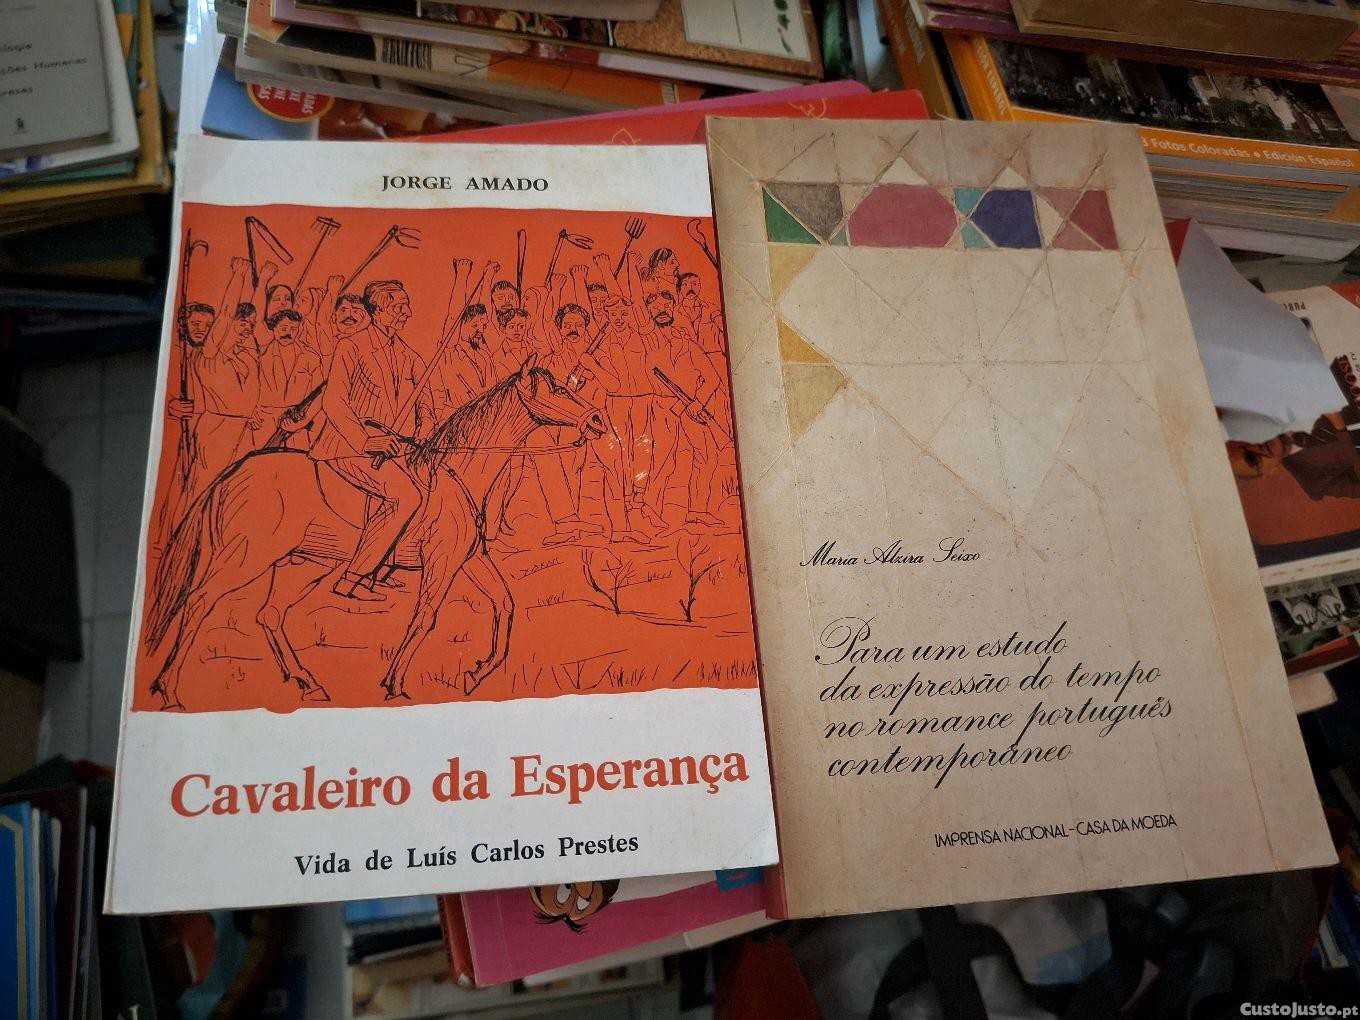 JORGE AMADO
Cavaleiro da Esperança
Vida de Luís Carlos Prestes
Maria Alzira Seixo
Para um estudo
da expressão do tempo
no romance português
contemporâneo
IMPRENSA NACIONAL-CASA DA MOEDA
3 Fotos Coloradas ◆ Edición Español
Humanas
CustoJusto.pt